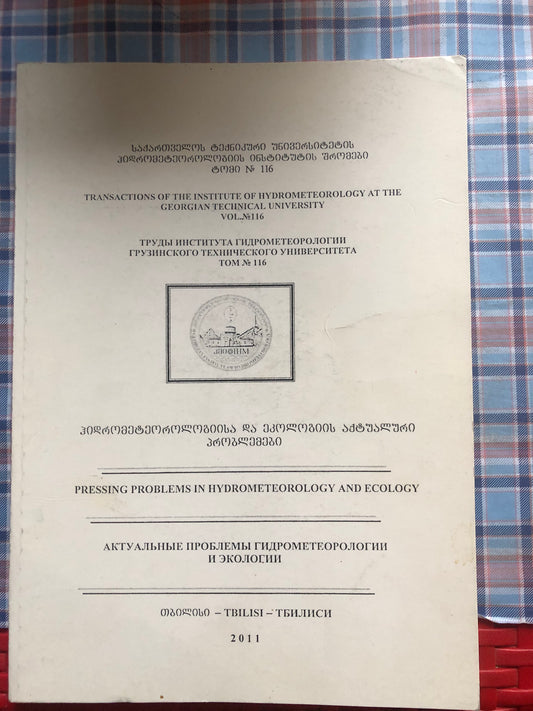 საქართველოს ტექნიკური უნივერსიტეტის
ჰიდრომეტეოროლოგიის ინსტიტუტის შრომები
ტომი № 116
TRANSACTIONS OF THE INSTITUTE OF HYDROMETEOROLOGY AT THE
GEORGIAN TECHNICAL UNIVERSITY
VOL.№116
ТРУДЫ ИНСТИТУТА ГИДРОМЕТЕОРОЛОГИИ
ГРУЗИНСКОГО ТЕХНИЧЕСКОГО УНИВЕРСИТЕТА
ТОМ № 116
ჰიდრომეტეოროლოგიისა და ეკოლოგიის აქტუალური
პრობლემები
PRESSING PROBLEMS IN HYDROMETEOROLOGY AND ECOLOGY
АКТУАЛЬНЫЕ ПРОБЛЕМЫ ГИДРОМЕТЕОРОЛОГИИ
И ЭКОЛОГИИ
თბილისი – TBILISI – ТБИЛИСИ
2011